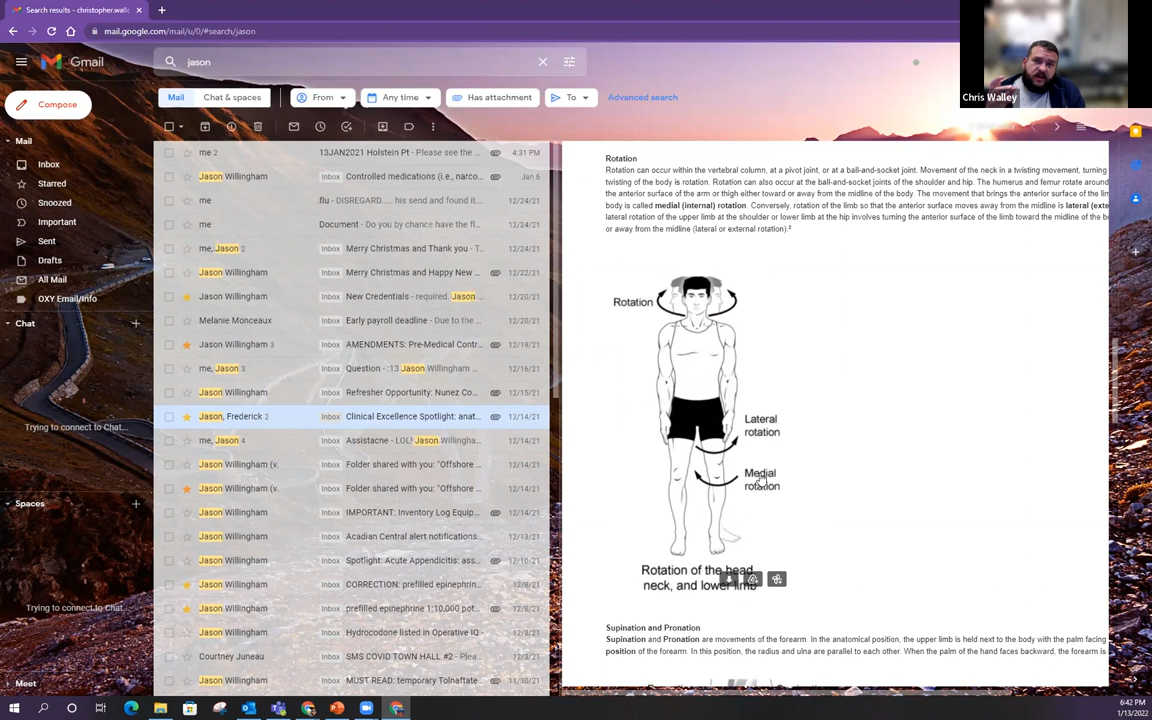 Search results - christopher.walle
mail.google.com/mail/u/0/#search/jason
Gmail
jason
Chris Walley
Compose
Mail
Chat & spaces
From
Any time
Has attachment
To
Advanced search
Mail
Inbox
Starred
Snoozed
Important
Sent
Drafts
All Mail
OXY Email/Info
Chat
Trying to connect to Chat...
Spaces
Trying to connect to Chat...
Meet
me 2 13JAN2021 Holstein Pt - Please see the ... 4:31 PM
Jason Willingham Inbox Controlled medications (i.e., narco... Jan 6
me flu - DISREGARD..... his send and found it... 12/24/21
me Document - Do you by chance have the fl... 12/24/21
me, Jason 2 Inbox Merry Christmas and Thank you - T... 12/24/21
Jason Willingham Inbox Merry Christmas and Happy New ... 12/22/21
Jason Willingham Inbox New Credentials - required. Jason ... 12/20/21
Melanie Monceaux Inbox Early payroll deadline - Due to the ... 12/20/21
Jason Willingham 3 Inbox AMENDMENTS: Pre-Medical Contr... 12/19/21
me, Jason 3 Inbox Question - :13 Jason Willingham ... 12/16/21
Jason Willingham Inbox Refresher Opportunity: Nunez Co... 12/15/21
Jason, Frederick 2 Inbox Clinical Excellence Spotlight: anat... 12/14/21
me, Jason 4 Inbox Assistacne - LOL! Jason Willingha... 12/14/21
Jason Willingham (v. Inbox Folder shared with you: "Offshore ... 12/14/21
Jason Willingham (v. Inbox Folder shared with you: "Offshore ... 12/14/21
Jason Willingham Inbox IMPORTANT: Inventory Log Equip... 12/14/21
Jason Willingham Inbox Acadian Central alert notifications... 12/13/21
Jason Willingham Inbox Spotlight: Acute Appendicitis: ass... 12/10/21
Jason Willingham Inbox CORRECTION: prefilled epinephrin... 12/8/21
Jason Willingham Inbox prefilled epinephrine 1:10,000 pot... 12/8/21
Jason Willingham Inbox Hydrocodone listed in Operative IQ - 12/3/21
Courtney Juneau Inbox SMS COVID TOWN HALL #2 - Plea... 12/3/21
Jason Willingham Inbox MUST READ: temporary Tolnaftate... 11/30/21
Rotation
Rotation can occur within the vertebral column, at a pivot joint, or at a ball-and-socket joint. Movement of the neck in a twisting movement, turning
twisting of the body is rotation. Rotation can also occur at the ball-and-socket joints of the shoulder and hip. The humerus and femur rotate around
the anterior surface of the arm or thigh either toward or away from the midline of the body. The movement that brings the anterior surface of the lim
body is called medial (internal) rotation. Conversely, rotation of the limb so that the anterior surface moves away from the midline is lateral (exte
lateral rotation of the upper limb at the shoulder or lower limb at the hip involves turning the anterior surface of the limb toward the midline of the bo
or away from the midline (lateral or external rotation).²
Rotation
Lateral
rotation
Medial
rotation
Rotation of the head
neck, and lower limb
Supination and Pronation
Supination and Pronation are movements of the forearm. In the anatomical position, the upper limb is held next to the body with the palm facing
position of the forearm. In this position, the radius and ulna are parallel to each other. When the palm of the hand faces backward, the forearm is
6:42 PM
1/13/2022